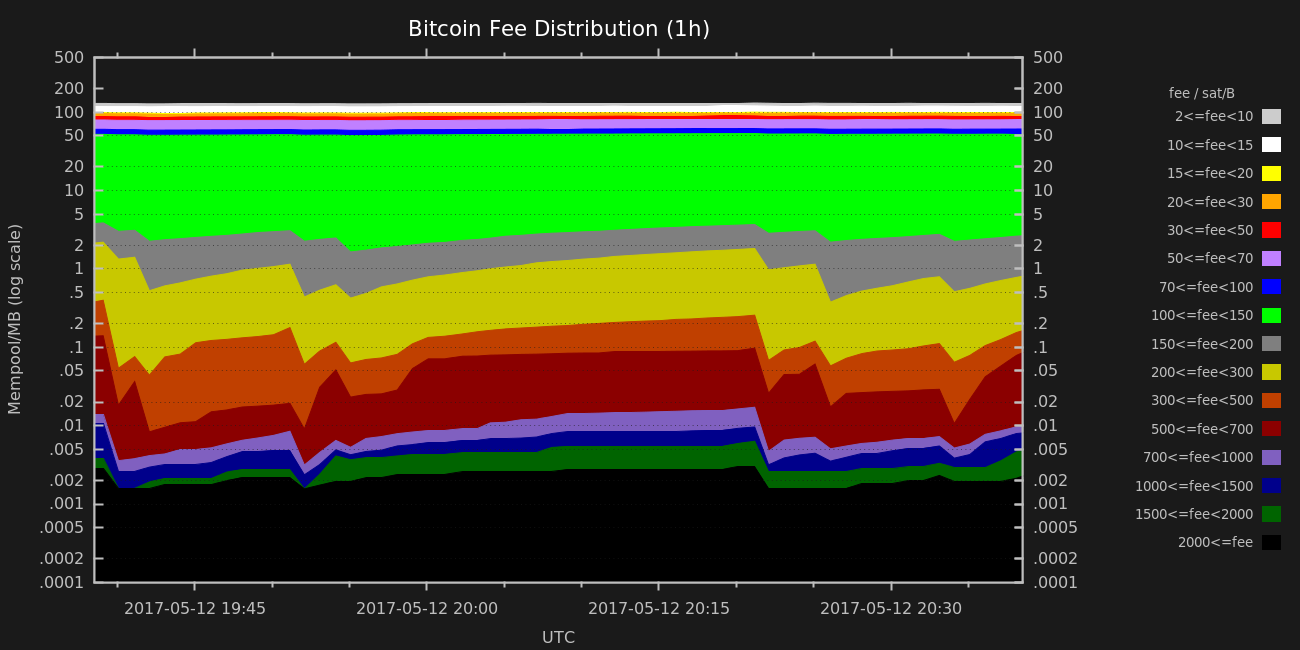 Bitcoin Fee Distribution (1h)
500
200
100
50
20
10
5
2
1
.5
.2
.1
.05
.02
.01
.005
.002
.001
.0005
.0002
.0001
Mempool/MB (log scale)
500
200
100
50
20
10
5
2
1
.5
.2
.1
.05
.02
.01
.005
.002
.001
.0005
.0002
.0001
2017-05-12 19:45
2017-05-12 20:00
2017-05-12 20:15
2017-05-12 20:30
UTC
fee / sat/B
2<=fee<10
10<=fee<15
15<=fee<20
20<=fee<30
30<=fee<50
50<=fee<70
70<=fee<100
100<=fee<150
150<=fee<200
200<=fee<300
300<=fee<500
500<=fee<700
700<=fee<1000
1000<=fee<1500
1500<=fee<2000
2000<=fee